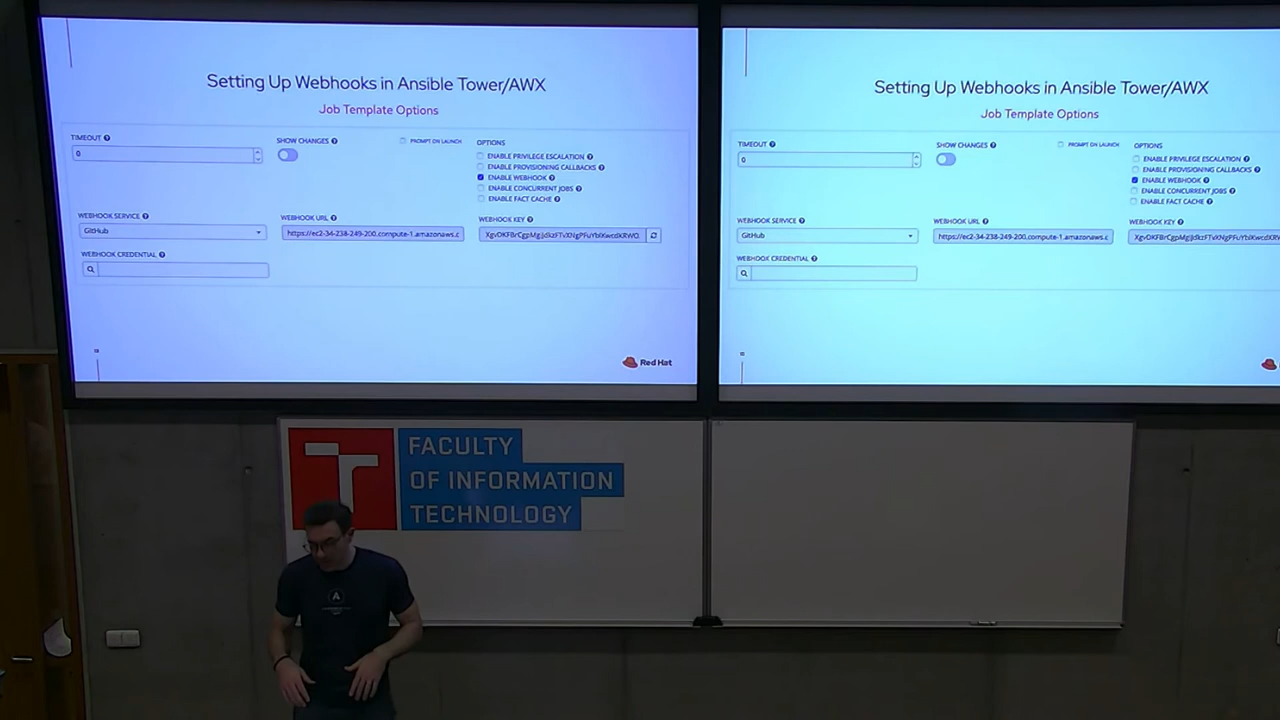 Setting Up Webhooks in Ansible Tower/AWX
Job Template Options
TIMEOUT
SHOW CHANGES
PROMPT ON LAUNCH
OPTIONS
0
ENABLE PRIVILEGE ESCALATION
ENABLE PROVISIONING CALLBACKS
ENABLE WEBHOOK
ENABLE CONCURRENT JOBS
ENABLE FACT CACHE
WEBHOOK SERVICE
WEBHOOK URL
WEBHOOK KEY
GitHub
https://ec2-34-238-249-200.compute-1.amazonaws.c
WEBHOOK CREDENTIAL
Red Hat
Setting Up Webhooks in Ansible Tower/AWX
Job Template Options
TIMEOUT
SHOW CHANGES
PROMPT ON LAUNCH
OPTIONS
0
ENABLE PRIVILEGE ESCALATION
ENABLE PROVISIONING CALLBACKS
ENABLE WEBHOOK
ENABLE CONCURRENT JOBS
ENABLE FACT CACHE
WEBHOOK SERVICE
WEBHOOK URL
WEBHOOK KEY
GitHub
https://ec2-34-238-249-200.compute-1.amazonaws.c
WEBHOOK CREDENTIAL
FACULTY
OF INFORMATION
TECHNOLOGY
A